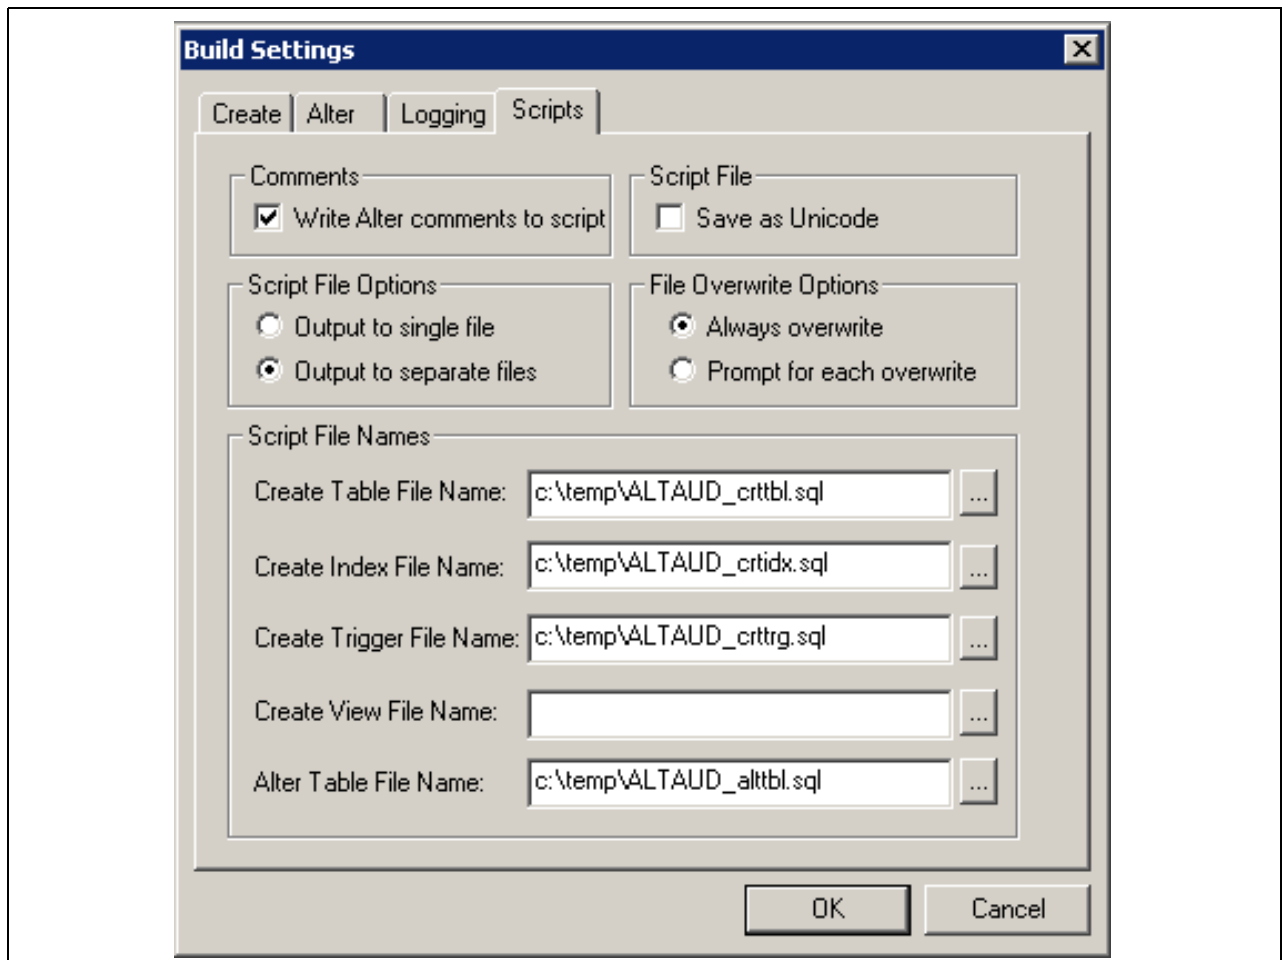 Build Settings
Create Alter Logging Scripts
Comments
Write Alter comments to script
Script File
Save as Unicode
Script File Options
Output to single file
Output to separate files
File Overwrite Options
Always overwrite
Prompt for each overwrite
Script File Names
Create Table File Name: c:\temp\ALTAUD_crttbl.sql ...
Create Index File Name: c:\temp\ALTAUD_crtidx.sql ...
Create Trigger File Name: c:\temp\ALTAUD_crttrg.sql ...
Create View File Name: ...
Alter Table File Name: c:\temp\ALTAUD_alttbl.sql ...
OK Cancel